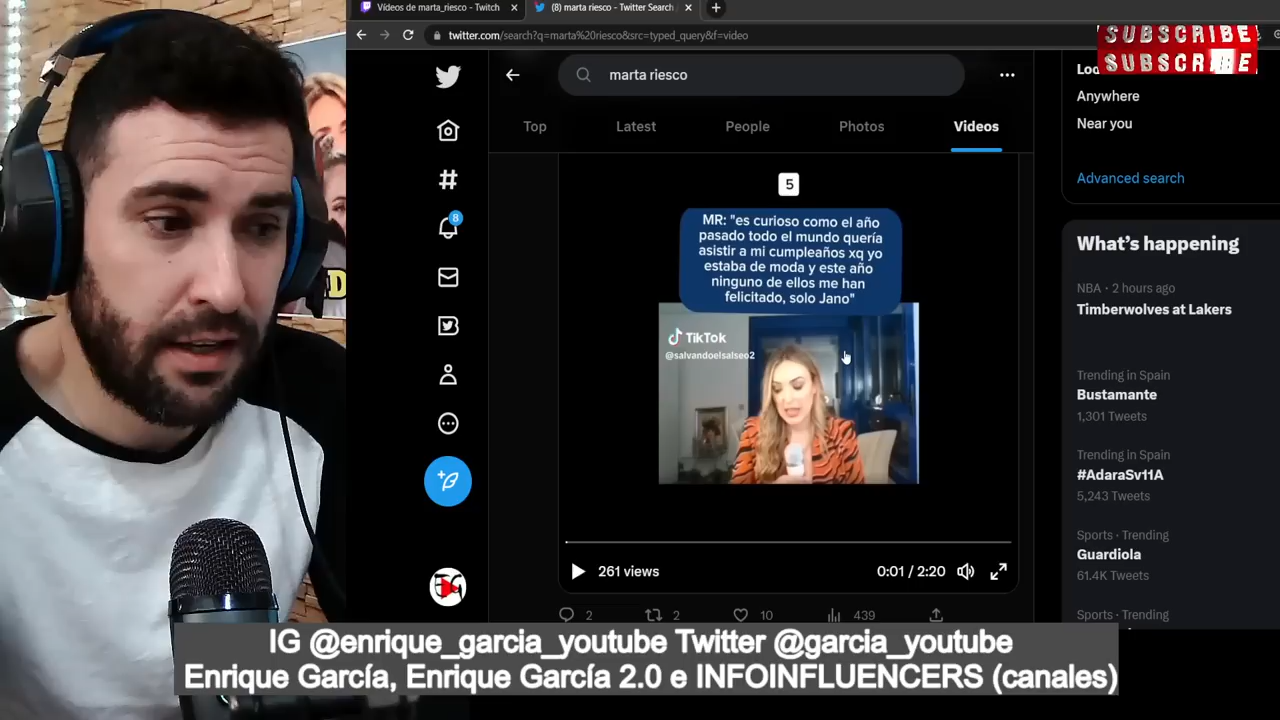 Vídeos de marta_riesco - Twitch
(8) marta riesco - Twitter Search
twitter.com/search?q=marta%20riesco&src=typed_query&f=video
SUBSCRIBE
SUBSCRIBE
marta riesco
Top
Latest
People
Photos
Videos
Anywhere
Near you
Advanced search
5
MR: "es curioso como el año
pasado todo el mundo quería
asistir a mi cumpleaños xq yo
estaba de moda y este año
ninguno de ellos me han
felicitado, solo Jano"
TikTok
@salvandoelsalseo2
8
What's happening
NBA · 2 hours ago
Timberwolves at Lakers
Trending in Spain
Bustamante
1,301 Tweets
Trending in Spain
#AdaraSv11A
5,243 Tweets
Sports · Trending
Guardiola
61.4K Tweets
Sports · Trending
261 views
0:01 / 2:20
2
2
10
439
IG @enrique_garcia_youtube Twitter @garcia_youtube
Enrique García, Enrique García 2.0 e INFOINFLUENCERS (canales)